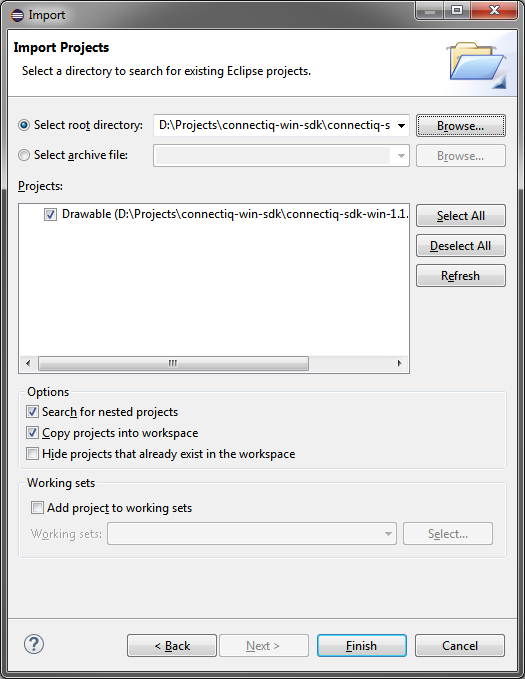 Import
Import Projects
Select a directory to search for existing Eclipse projects.
Select root directory: D:\Projects\connectiq-win-sdk\connectiq-s Browse...
Select archive file: Browse...
Projects:
Drawable (D:\Projects\connectiq-win-sdk\connectiq-sdk-win-1.1. Select All
Deselect All
Refresh
Options
Search for nested projects
Copy projects into workspace
Hide projects that already exist in the workspace
Working sets
Add project to working sets
Working sets: Select...
? < Back Next > Finish Cancel